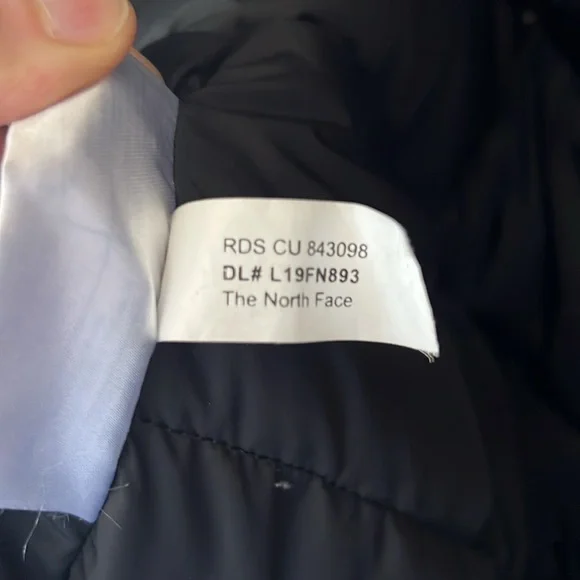 RDS CU 843098
DL# L19FN893
The North Face